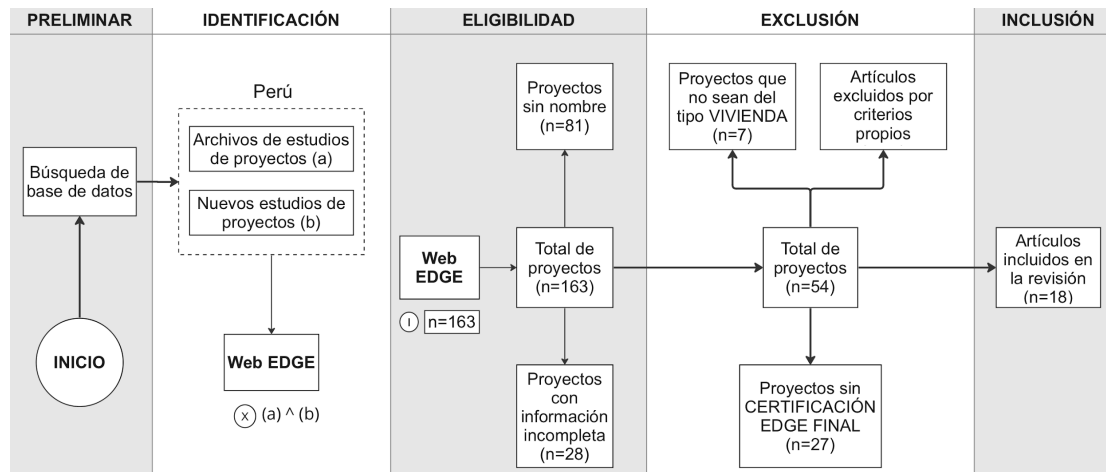 PRELIMINAR
IDENTIFICACIÓN
ELIGIBILIDAD
EXCLUSIÓN
INCLUSIÓN
INICIO
Búsqueda de
base de datos
Perú
Archivos de estudios
de proyectos (a)
Nuevos estudios de
proyectos (b)
Web EDGE
X (a) ^ (b)
Web
EDGE
I n=163
Proyectos
sin nombre
(n=81)
Total de
proyectos
(n=163)
Proyectos
con
información
incompleta
(n=28)
Proyectos que
no sean del
tipo VIVIENDA
(n=7)
Artículos
excluidos por
criterios
propios
Total de
proyectos
(n=54)
Proyectos sin
CERTIFICACIÓN
EDGE FINAL
(n=27)
Artículos
incluidos en
la revisión
(n=18)